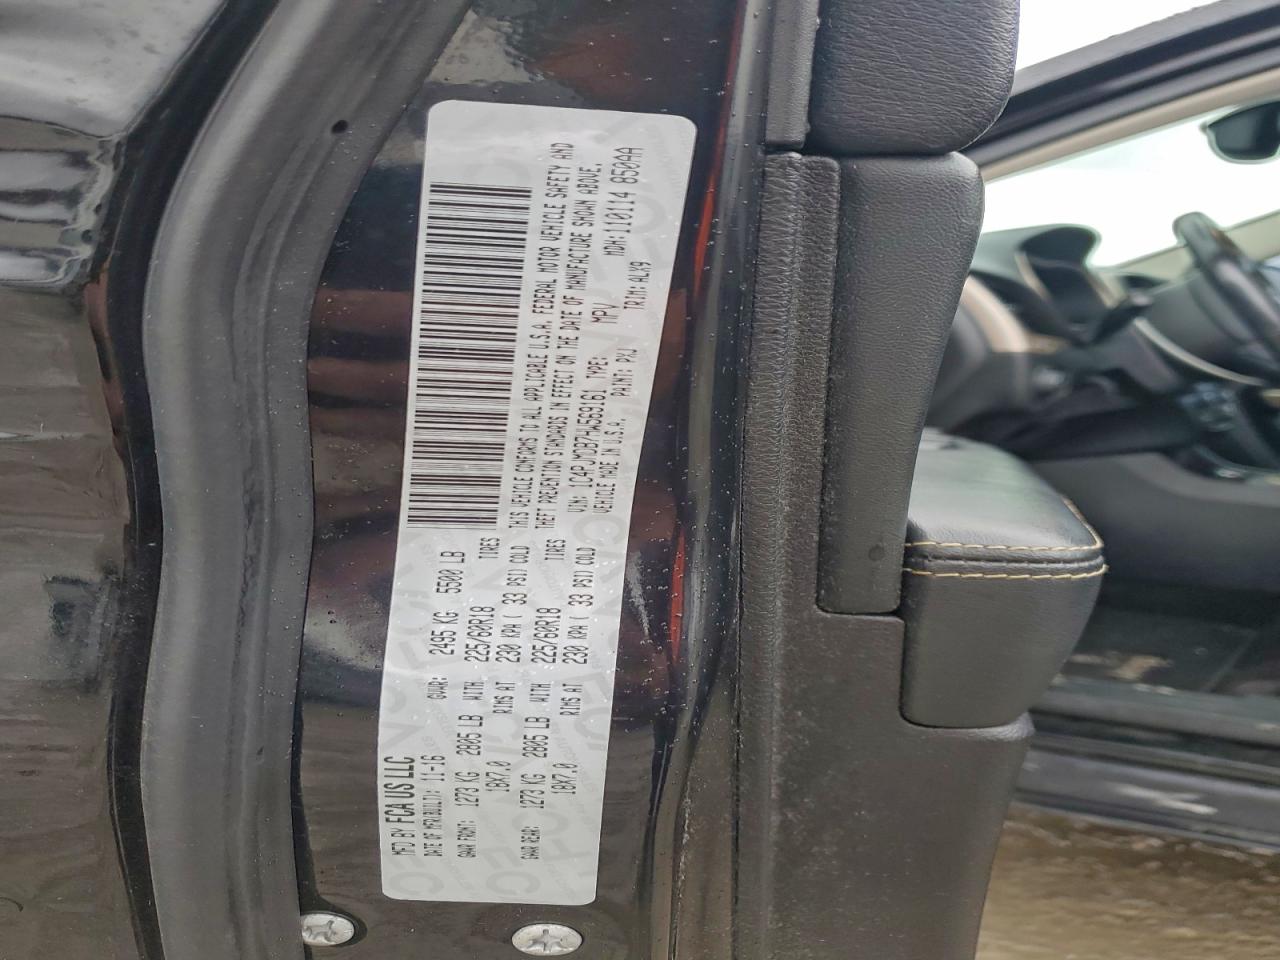 MFD BY FCA US LLC
DATE OF MFR(BUILT): 11-16 GVWR: 2495 KG 5500 LB
GAWR FRONT: 1273 KG 2805 LB WITH 225/60R18 TIRES
18X7.0 RIMS AT 230 KPA ( 33 PSI) COLD
GAWR REAR: 1273 KG 2805 LB WITH 225/60R18 TIRES
18X7.0 RIMS AT 230 KPA ( 33 PSI) COLD
THIS VEHICLE CONFORMS TO ALL APPLICABLE U.S.A. FEDERAL MOTOR VEHICLE SAFETY AND
THEFT PREVENTION STANDARDS IN EFFECT ON THE DATE OF MANUFACTURE SHOWN ABOVE.
VIN: 1C4PJMDB7HW569161 TYPE: MPV MDH:110114 850AA
VEHICLE MADE IN U.S.A. PAINT: PXJ TRIM:ALX9